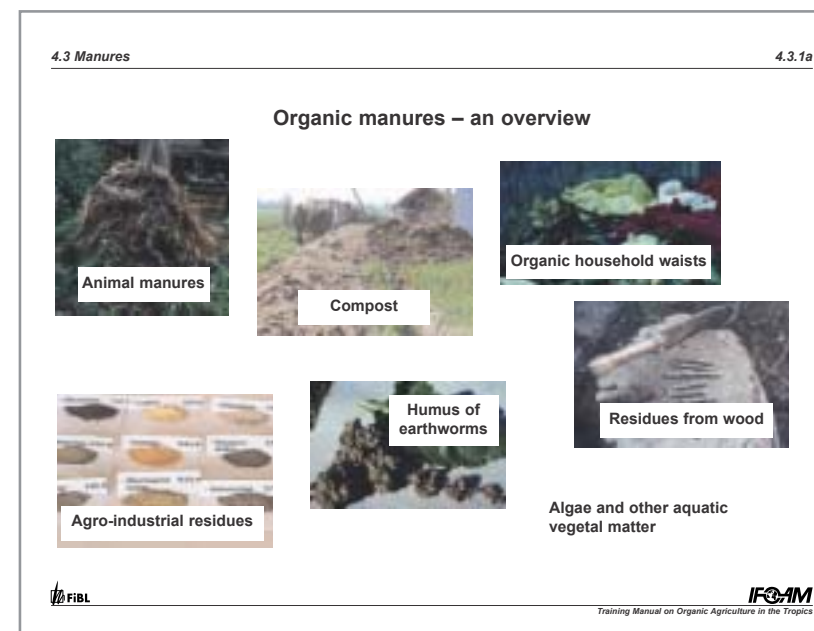 4.3 Manures
4.3.1a
Organic manures – an overview
Animal manures
Compost
Organic household waists
Residues from wood
Humus of
earthworms
Agro-industrial residues
Algae and other aquatic
vegetal matter
FiBL
IFOAM
Training Manual on Organic Agriculture in the Tropics